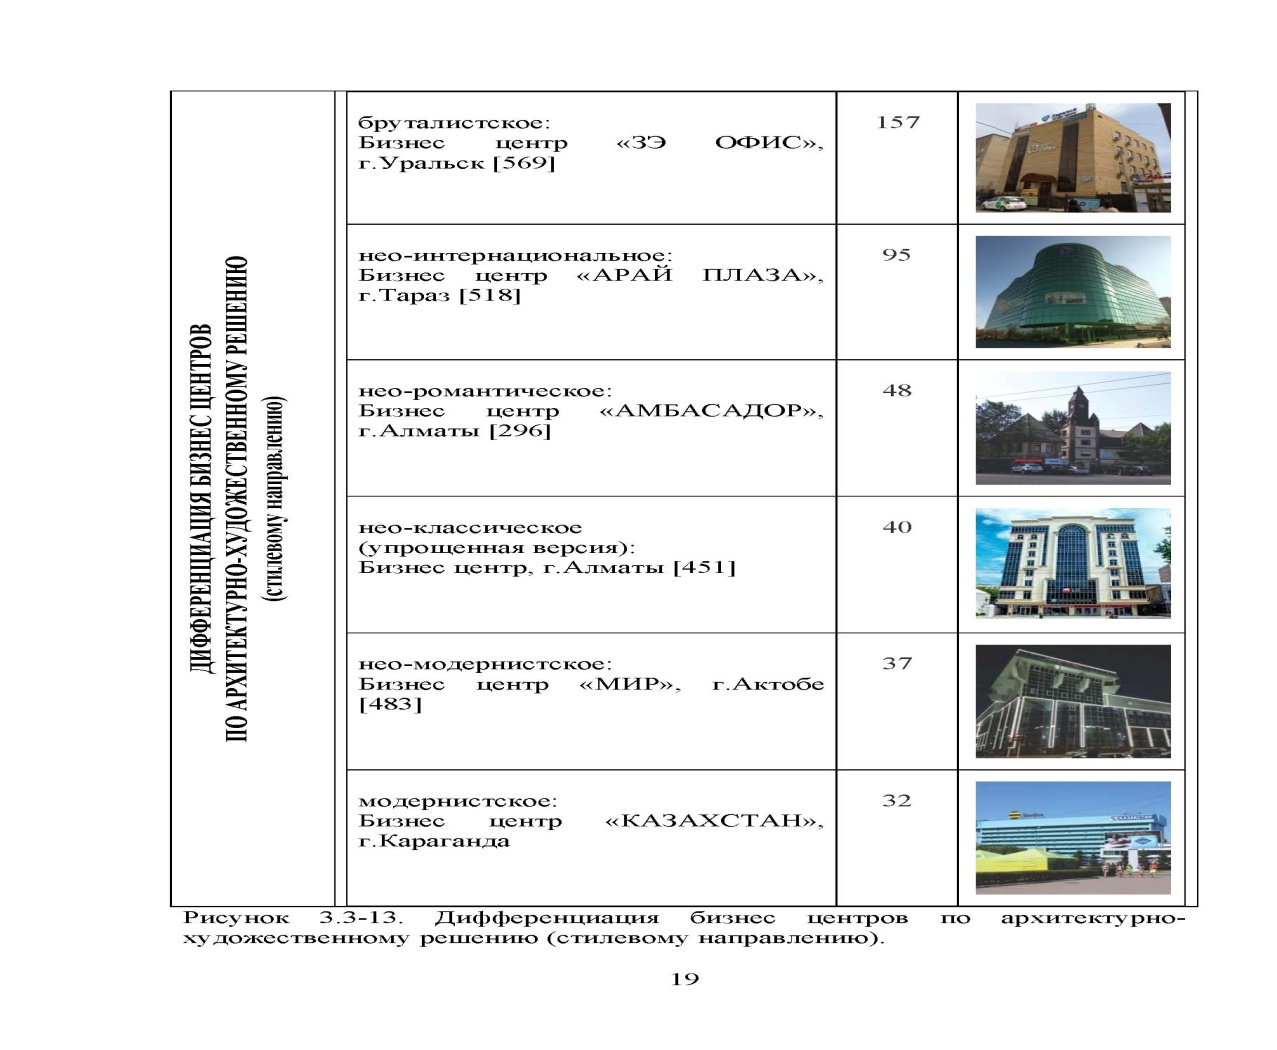 ДИФФЕРЕНЦИАЦИЯ БИЗНЕС ЦЕНТРОВ
ПО АРХИТЕКТУРНО-ХУДОЖЕСТВЕННОМУ РЕШЕНИЮ
(стилевому направлению)
бруталистское:
Бизнес центр «ЗЭ ОФИС»,
г.Уральск [569]
157
нео-интернациональное:
Бизнес центр «АРАЙ ПЛАЗА»,
г.Тараз [518]
95
нео-романтическое:
Бизнес центр «АМБАСАДОР»,
г.Алматы [296]
48
нео-классическое
(упрощенная версия):
Бизнес центр, г.Алматы [451]
40
нео-модернистское:
Бизнес центр «МИР», г.Актобе
[483]
37
модернистское:
Бизнес центр «КАЗАХСТАН»,
г.Караганда
32
Рисунок 3.3-13. Дифференциация бизнес центров по архитектурно-
художественному решению (стилевому направлению).
19